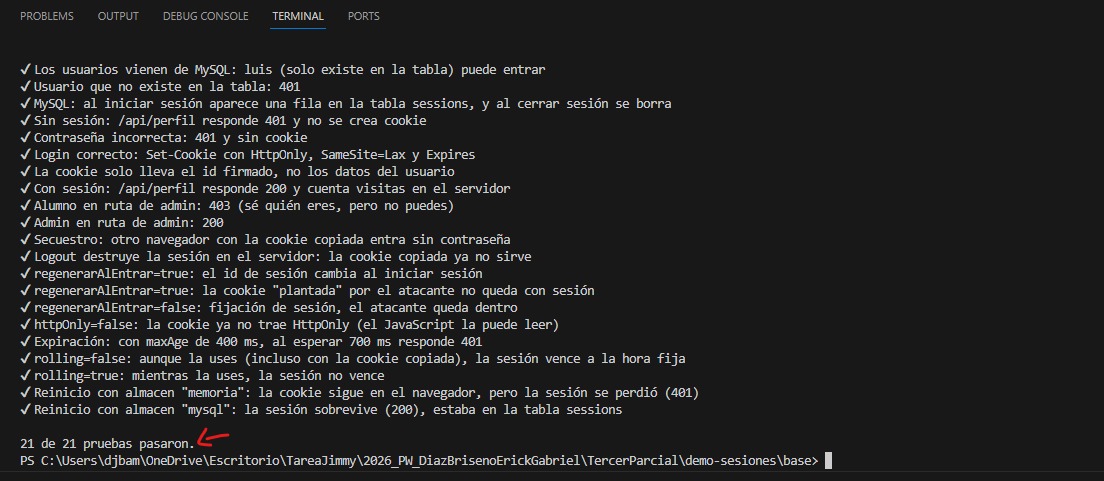 PROBLEMS OUTPUT DEBUG CONSOLE TERMINAL PORTS
✓ Los usuarios vienen de MySQL: luis (solo existe en la tabla) puede entrar
✓ Usuario que no existe en la tabla: 401
✓ MySQL: al iniciar sesión aparece una fila en la tabla sessions, y al cerrar sesión se borra
✓ Sin sesión: /api/perfil responde 401 y no se crea cookie
✓ Contraseña incorrecta: 401 y sin cookie
✓ Login correcto: Set-Cookie con HttpOnly, SameSite=Lax y Expires
✓ La cookie solo lleva el id firmado, no los datos del usuario
✓ Con sesión: /api/perfil responde 200 y cuenta visitas en el servidor
✓ Alumno en ruta de admin: 403 (sé quién eres, pero no puedes)
✓ Admin en ruta de admin: 200
✓ Secuestro: otro navegador con la cookie copiada entra sin contraseña
✓ Logout destruye la sesión en el servidor: la cookie copiada ya no sirve
✓ regenerarAlEntrar=true: el id de sesión cambia al iniciar sesión
✓ regenerarAlEntrar=true: la cookie "plantada" por el atacante no queda con sesión
✓ regenerarAlEntrar=false: fijación de sesión, el atacante queda dentro
✓ httpOnly=false: la cookie ya no trae HttpOnly (el JavaScript la puede leer)
✓ Expiración: con maxAge de 400 ms, al esperar 700 ms responde 401
✓ rolling=false: aunque la uses (incluso con la cookie copiada), la sesión vence a la hora fija
✓ rolling=true: mientras la uses, la sesión no vence
✓ Reinicio con almacen "memoria": la cookie sigue en el navegador, pero la sesión se perdió (401)
✓ Reinicio con almacen "mysql": la sesión sobrevive (200), estaba en la tabla sessions
21 de 21 pruebas pasaron.
PS C:\Users\djbam\OneDrive\Escritorio\TareaJimmy\2026_PW_DiazBrisenoErickGabriel\TercerParcial\demo-sesiones\base>